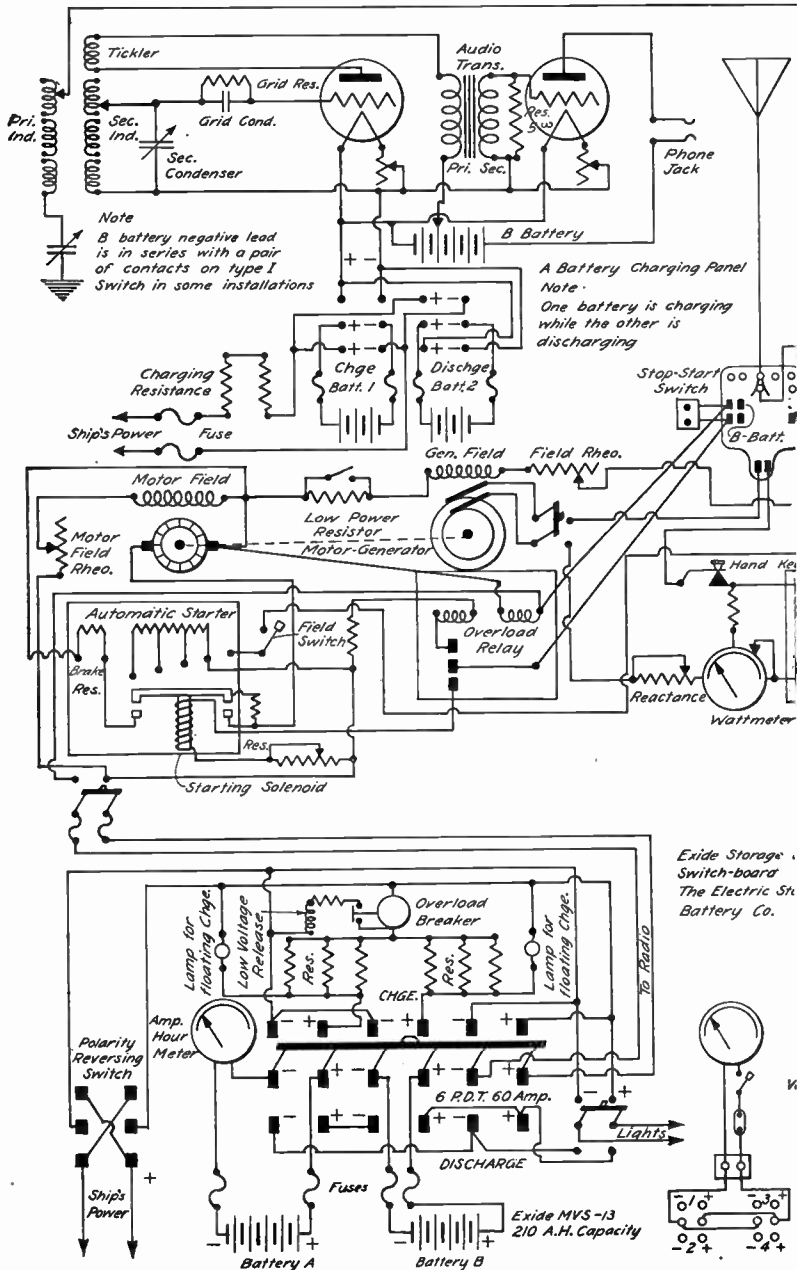 Tickler
Audio
Trans.
Grid Res.
Pri.
Ind.
Sec.
Ind.
Grid Cond.
Res.
Sec.
Condenser
Pri. Sec.
Phone
Jack
Note
B battery negative lead
is in series with a pair
of contacts on type I
Switch in some installations
B Battery
+ -
A Battery Charging Panel
Note.
One battery is charging
while the other is
discharging
+ - + -
+ - + -
Charging
Resistance
Chge
Batt. 1
Dischge
Batt. 2
Stop-Start
Switch
B-Batt.
Ship's Power
Fuse
Gen. Field
Field Rheo.
Motor Field
Motor
Field
Rheo.
Low Power
Resistor
Motor-Generator
Hand
Automatic Starter
Field
Switch
Overload
Relay
Brake
Res.
Reactance
Wattmeter
Res.
Starting Solenoid
Exide Storage
Switch-board
The Electric
Battery Co.
Lamp for
floating Chge.
Low Voltage
Release
Overload
Breaker
Lamp for
floating Chge.
To Radio
Res.
Res.
CHGE.
Amp.
Hour
Meter
- + + - +
Polarity
Reversing
Switch
- + - + - +
6 P.D.T. 60 Amp.
- +
- + - + - +
Lights
DISCHARGE
+
Ship's
Power
Fuses
Exide MVS-13
210 A.H. Capacity
- +
Battery A
- +
Battery B
- 1 + - 3 +
- 2 + - 4 +